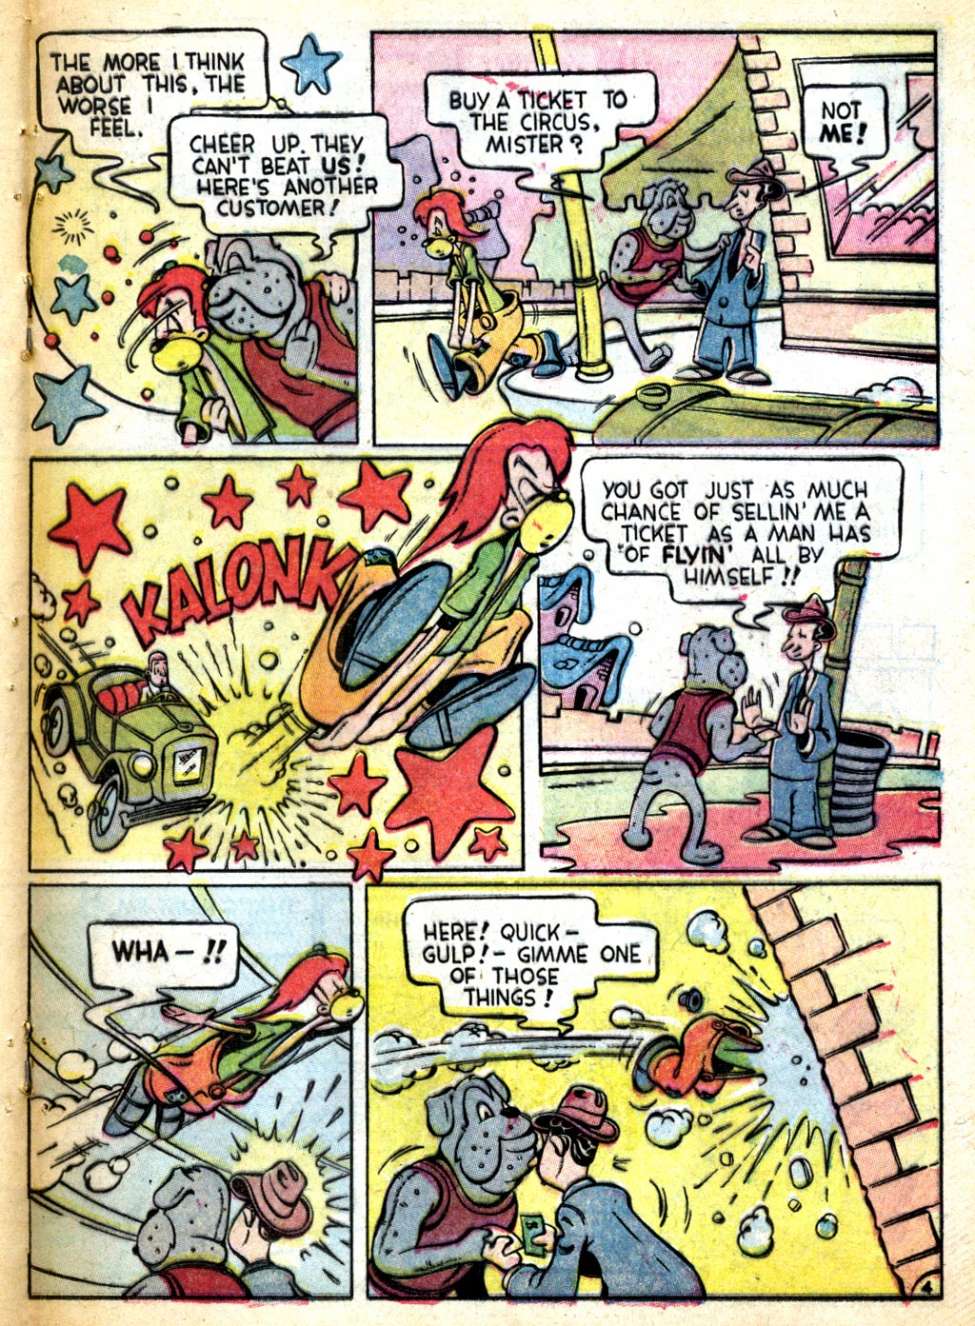 THE MORE I THINK
ABOUT THIS, THE
WORSE I
FEEL.
CHEER UP. THEY
CAN'T BEAT US!
HERE'S ANOTHER
CUSTOMER!
BUY A TICKET TO
THE CIRCUS,
MISTER?
NOT
ME!
KALONK
YOU GOT JUST AS MUCH
CHANCE OF SELLIN' ME A
TICKET AS A MAN HAS
OF FLYIN' ALL BY
HIMSELF!!
WHA-!!
HERE! QUICK-
GULP!- GIMME ONE
OF THOSE
THINGS!
4